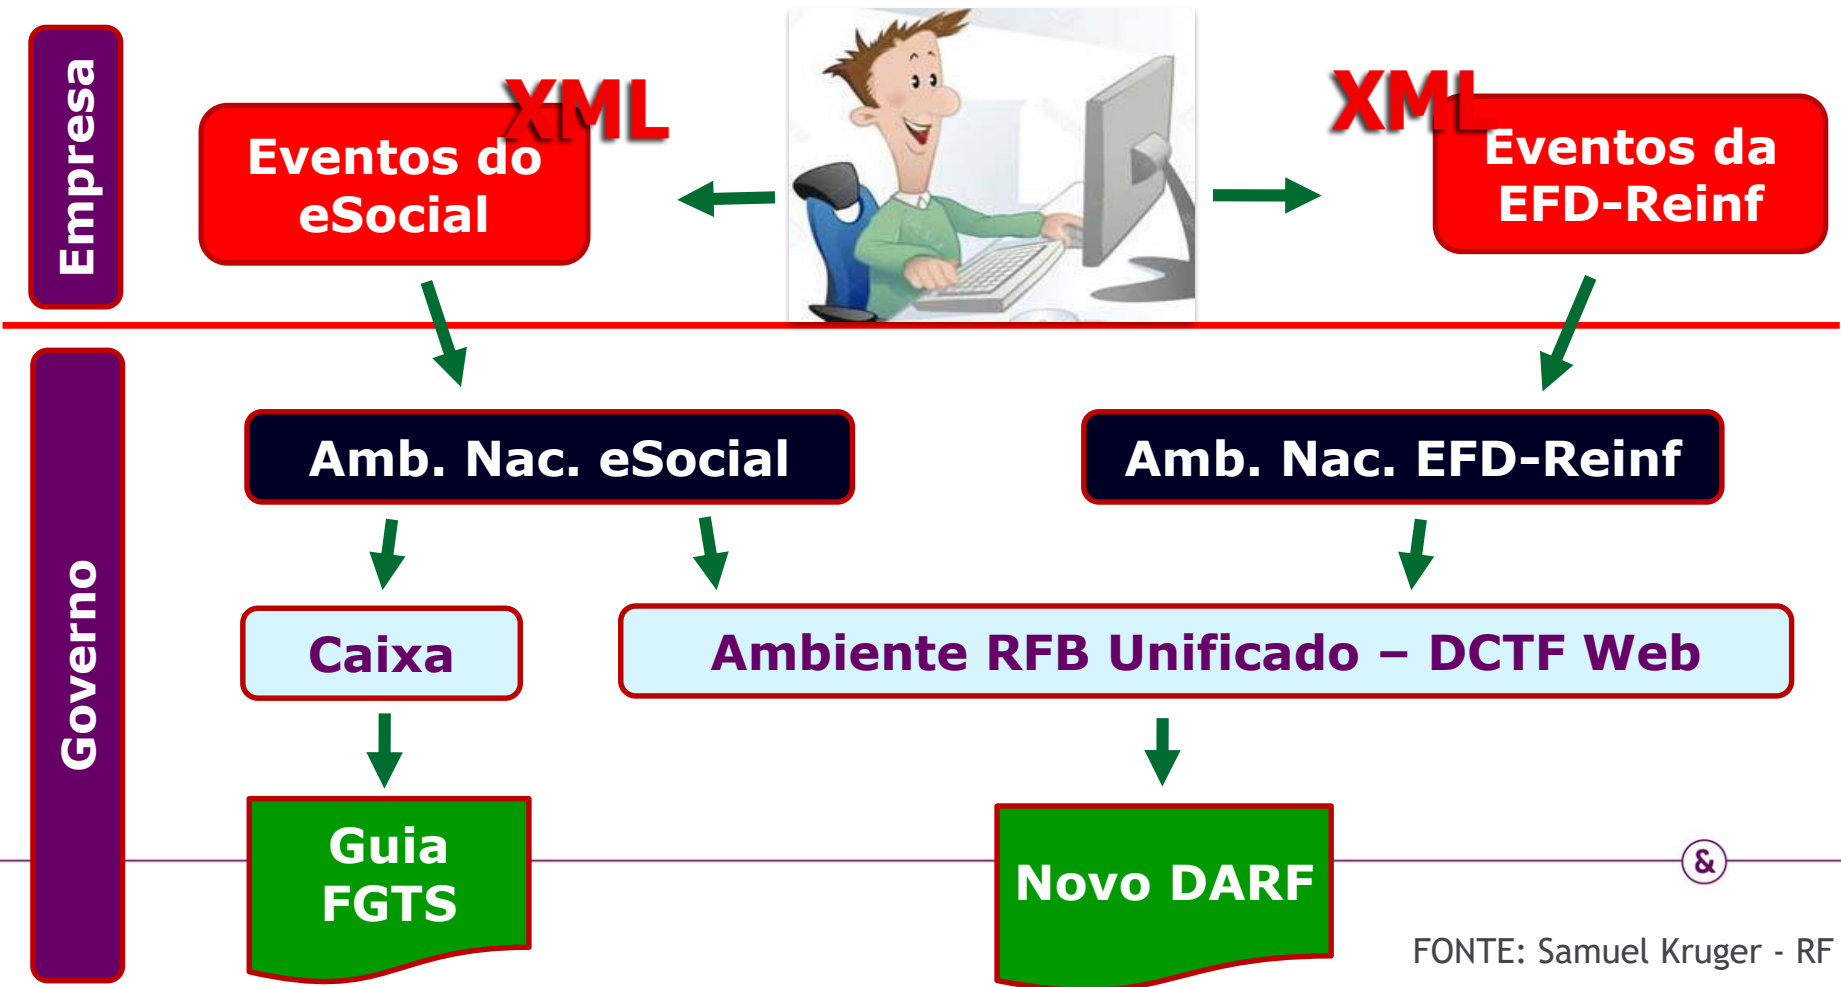 Empresa
XML
Eventos do
eSocial
XML
Eventos da
EFD-Reinf
Governo
Amb. Nac. eSocial
Amb. Nac. EFD-Reinf
Caixa
Ambiente RFB Unificado – DCTF Web
Guia
FGTS
Novo DARF
&
FONTE: Samuel Kruger - RF